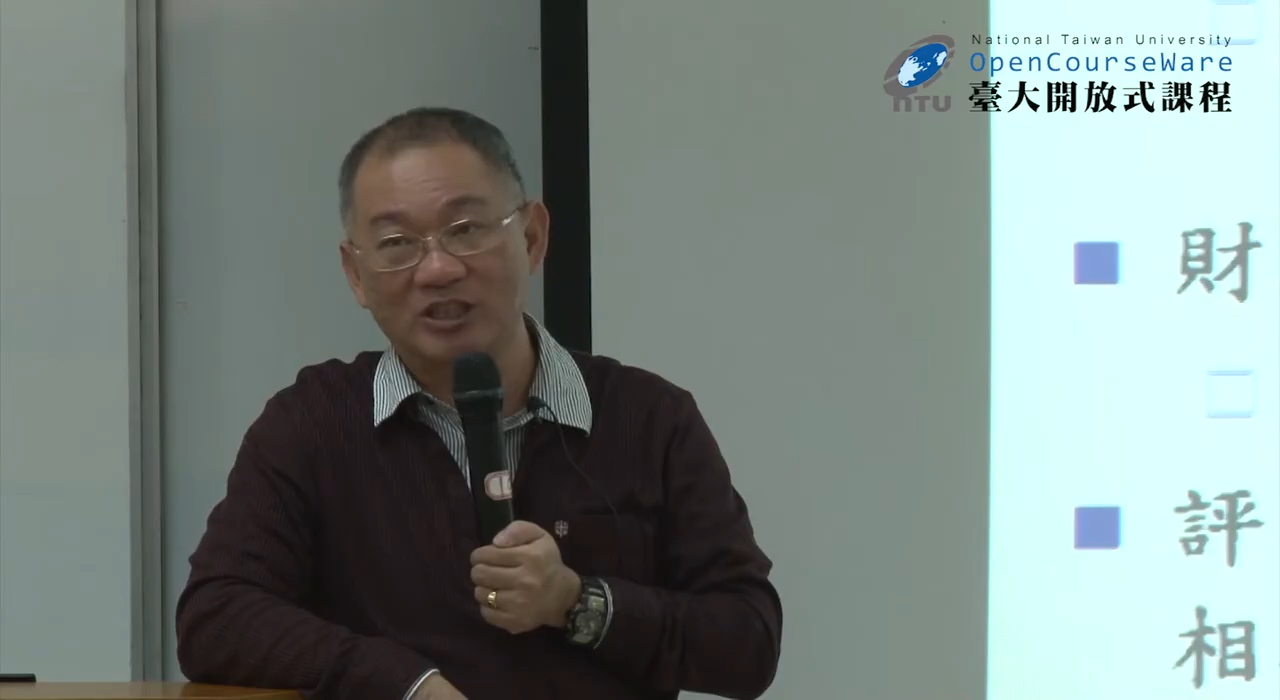 National Taiwan University
OpenCourseWare
NTU
臺大開放式課程
財
評
相